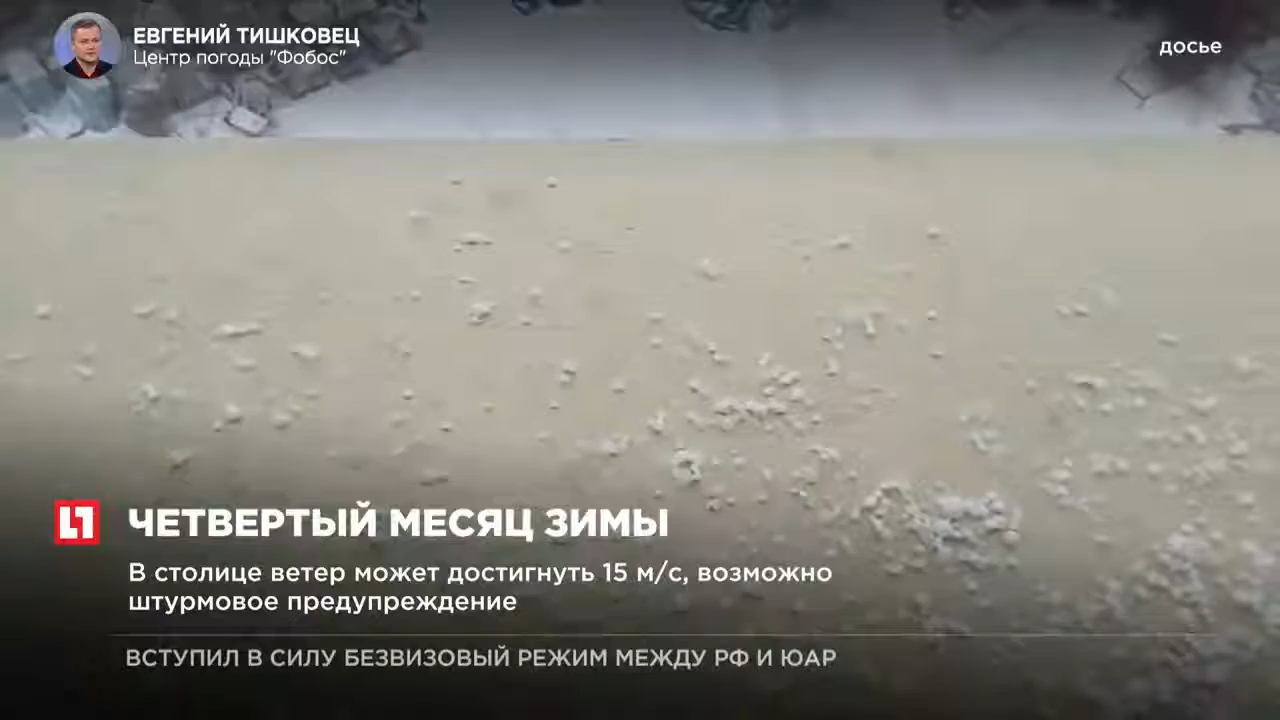 ЕВГЕНИЙ ТИШКОВЕЦ
Центр погоды "Фобос"
досье
ЧЕТВЕРТЫЙ МЕСЯЦ ЗИМЫ
В столице ветер может достигнуть 15 м/с, возможно
штурмовое предупреждение
ВСТУПИЛ В СИЛУ БЕЗВИЗОВЫЙ РЕЖИМ МЕЖДУ РФ И ЮАР